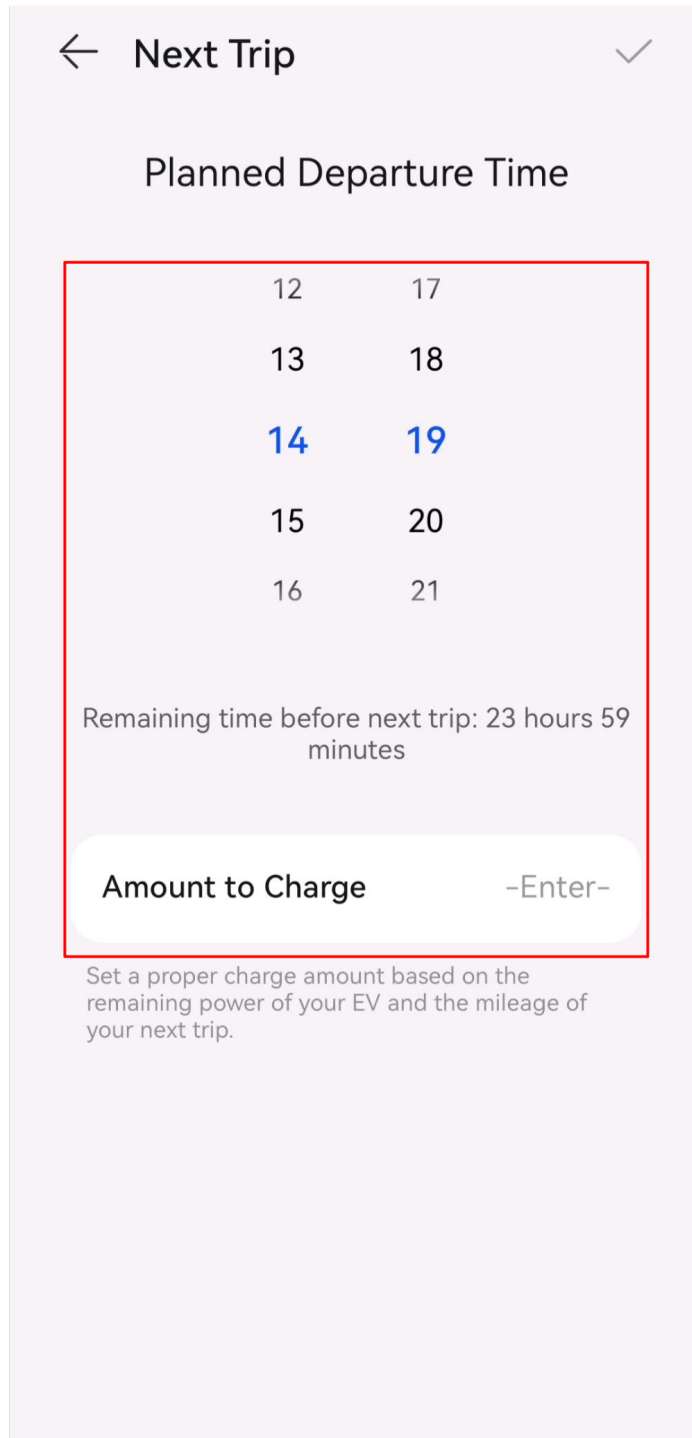 Next Trip
Planned Departure Time
12 17
13 18
14 19
15 20
16 21
Remaining time before next trip: 23 hours 59
minutes
Amount to Charge -Enter-
Set a proper charge amount based on the
remaining power of your EV and the mileage of
your next trip.